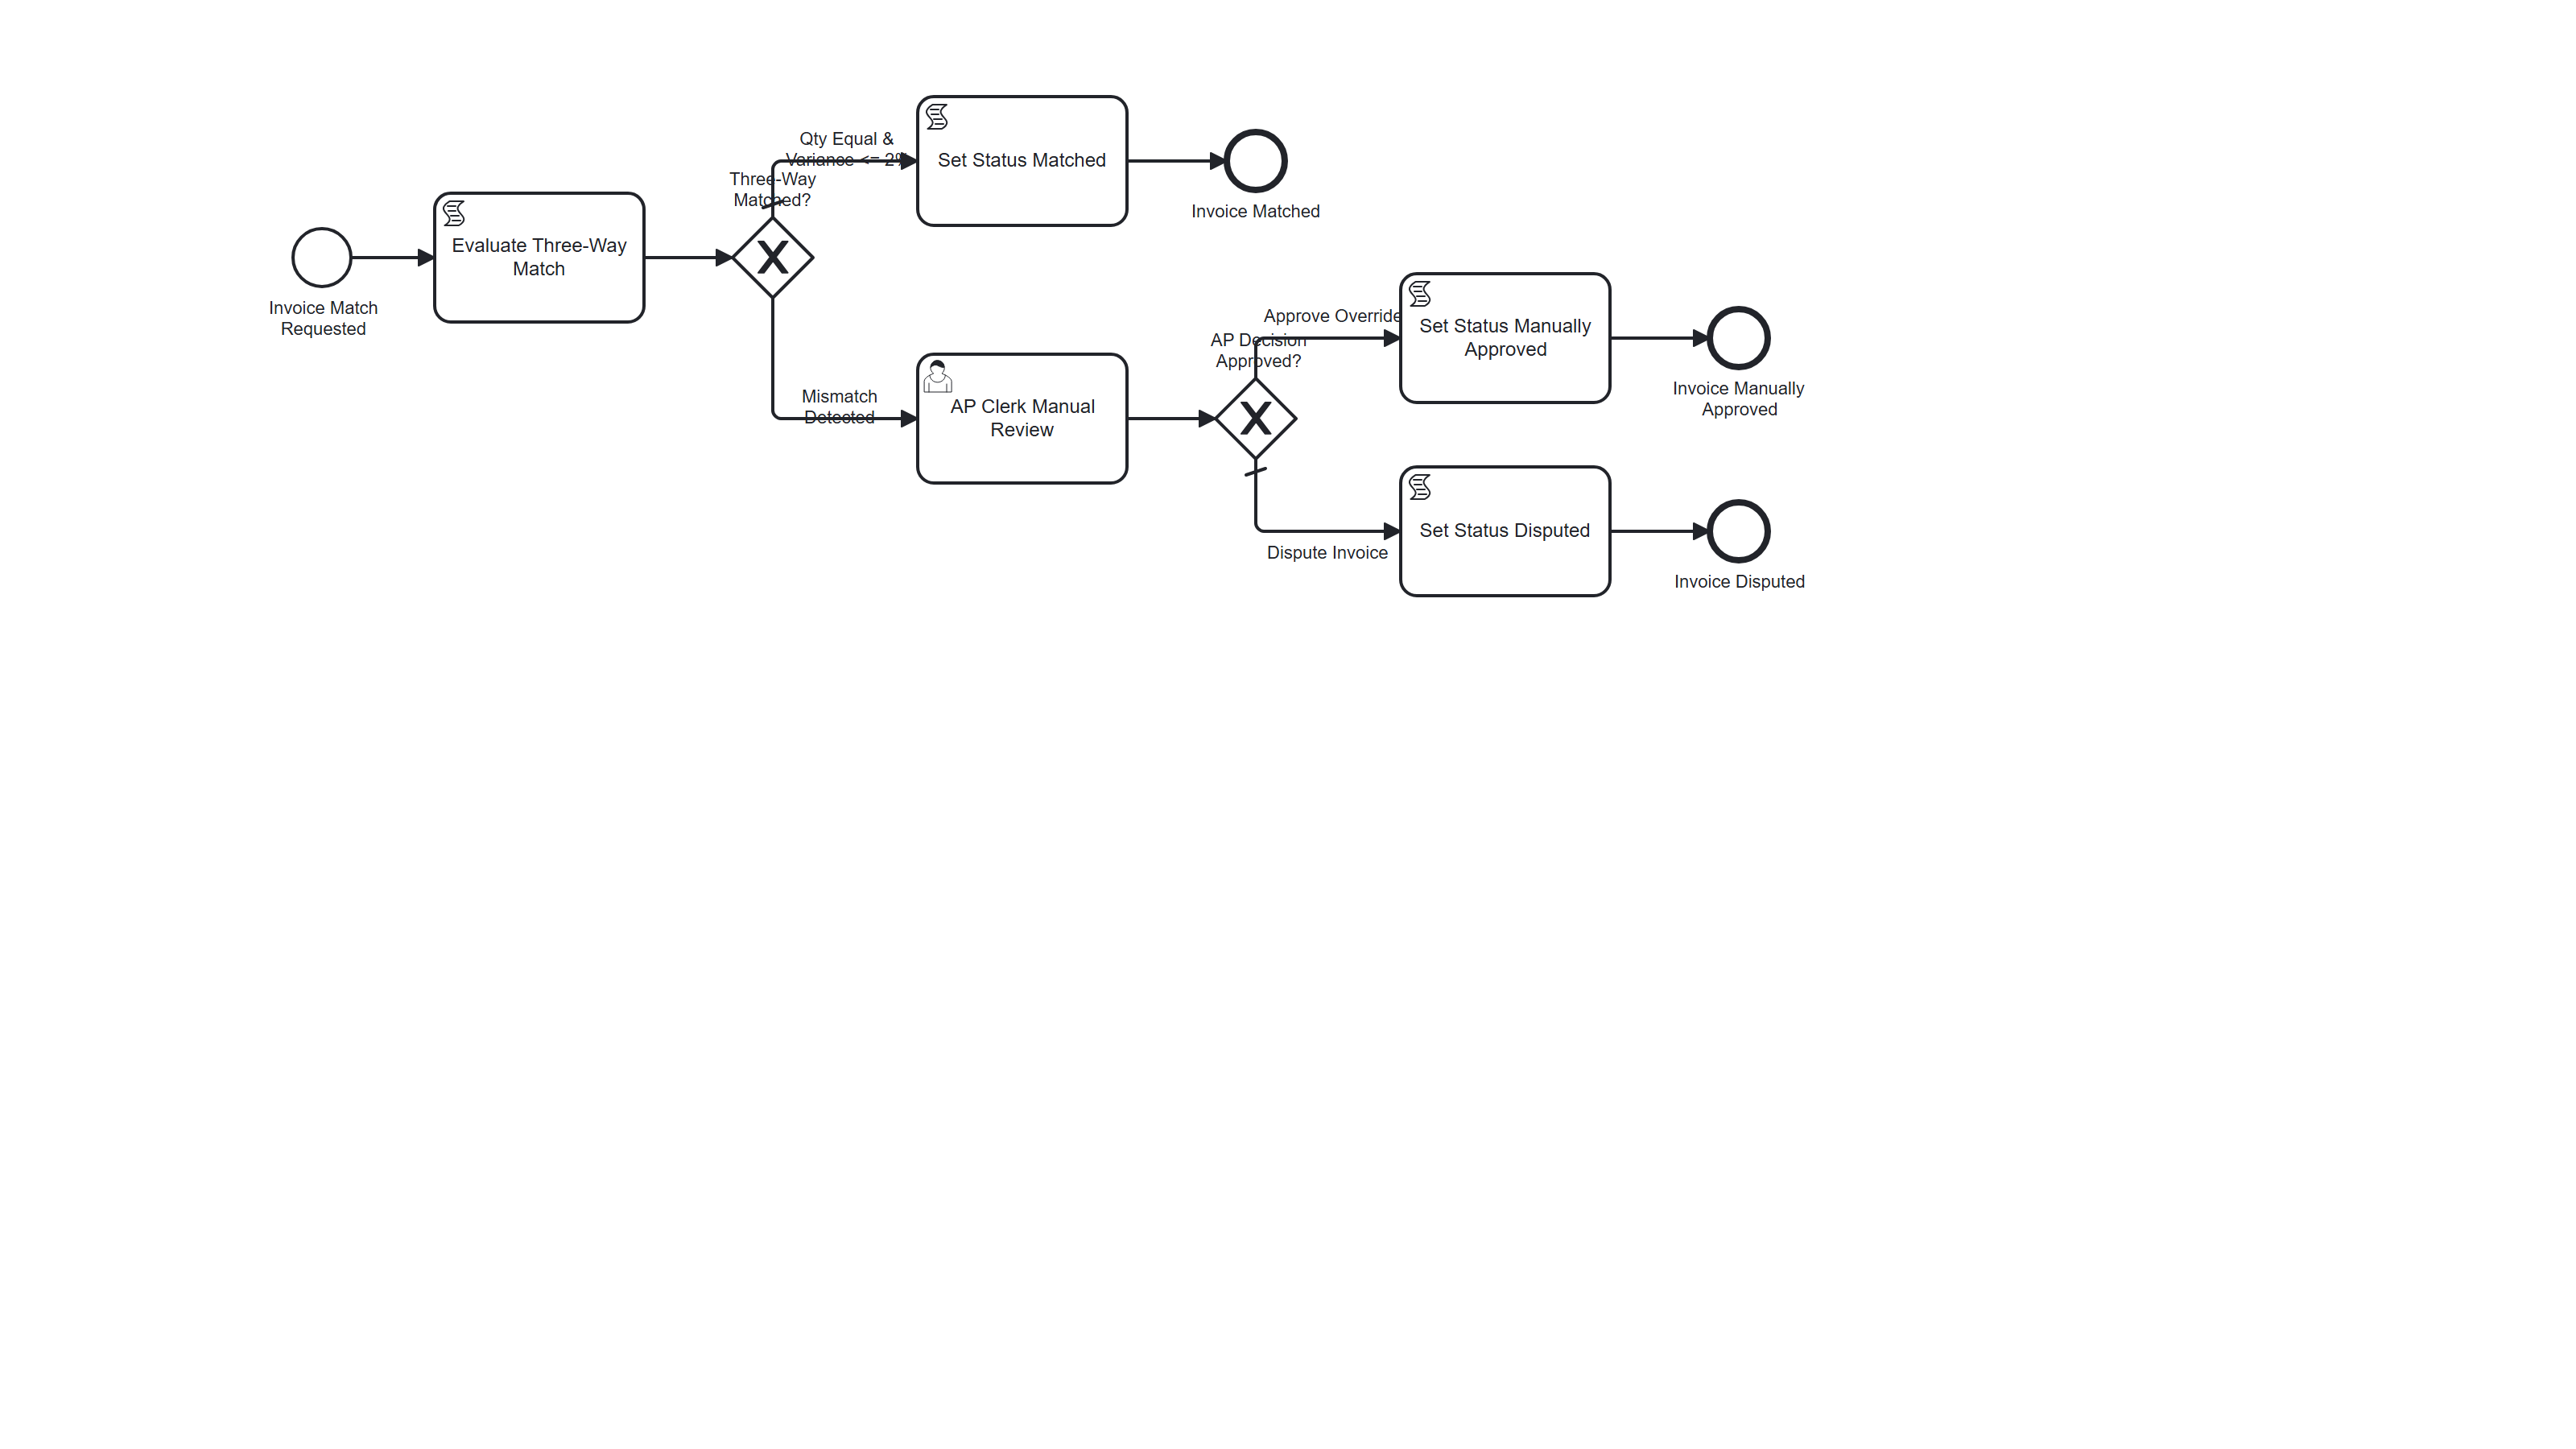 Qty Equal &
Variance <= 2%
Three-Way
Matched?
Set Status Matched
Invoice Matched
Evaluate Three-Way
Match
Invoice Match
Requested
Approve Override
AP Decision
Approved?
Set Status Manually
Approved
Invoice Manually
Approved
Mismatch
Detected
AP Clerk Manual
Review
Set Status Disputed
Dispute Invoice
Invoice Disputed